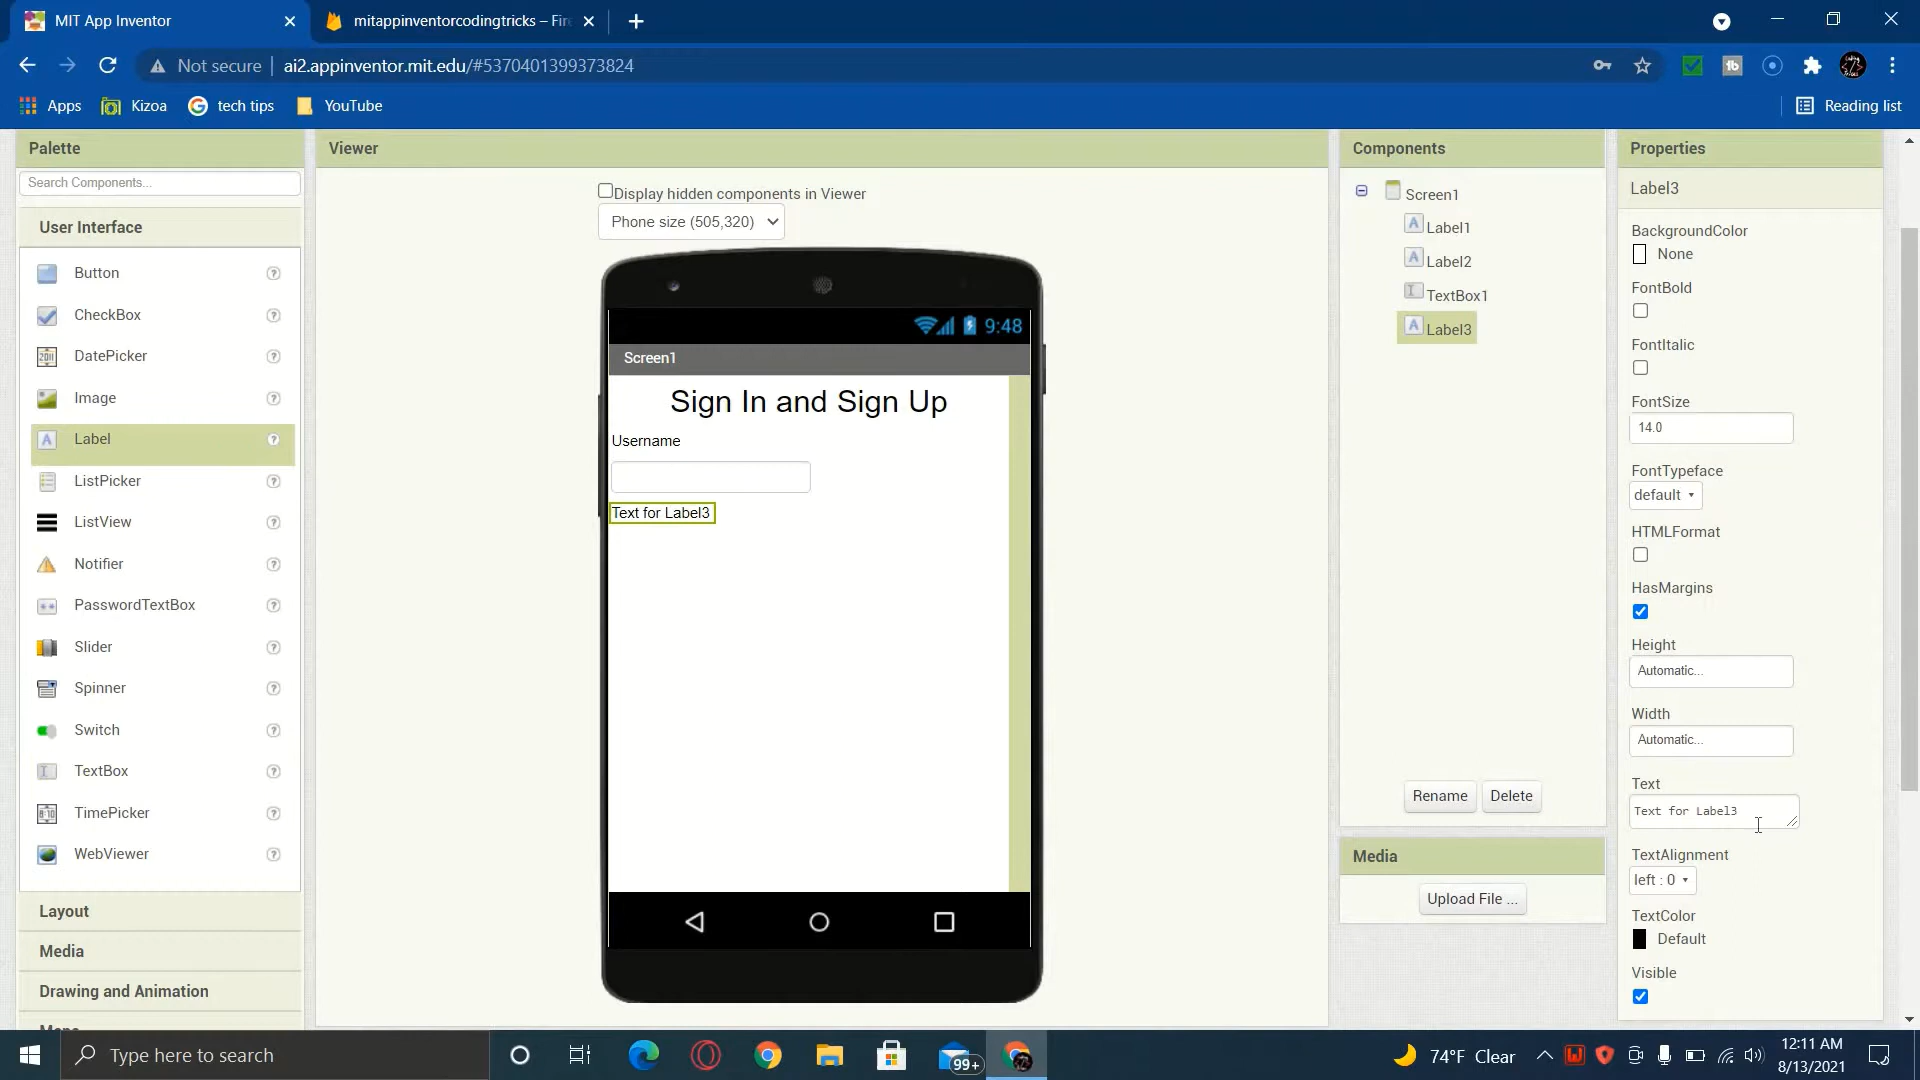 MIT App Inventor
mitappinventorcodingtricks – Fir
Not secure
ai2.appinventor.mit.edu/#5370401399373824
Apps
Kizoa
tech tips
YouTube
Reading list
Palette
Search Components...
User Interface
Button
CheckBox
DatePicker
Image
Label
ListPicker
ListView
Notifier
PasswordTextBox
Slider
Spinner
Switch
TextBox
TimePicker
WebViewer
Layout
Media
Drawing and Animation
Maps
Viewer
Display hidden components in Viewer
Phone size (505,320)
9:48
Screen1
Sign In and Sign Up
Username
Text for Label3
Components
Screen1
Label1
Label2
TextBox1
Label3
Rename
Delete
Media
Upload File ...
Properties
Label3
BackgroundColor
None
FontBold
FontItalic
FontSize
14.0
FontTypeface
default
HTMLFormat
HasMargins
Height
Automatic...
Width
Automatic...
Text
Text for Label3
TextAlignment
left : 0
TextColor
Default
Visible
Type here to search
99+
74°F Clear
12:11 AM
8/13/2021